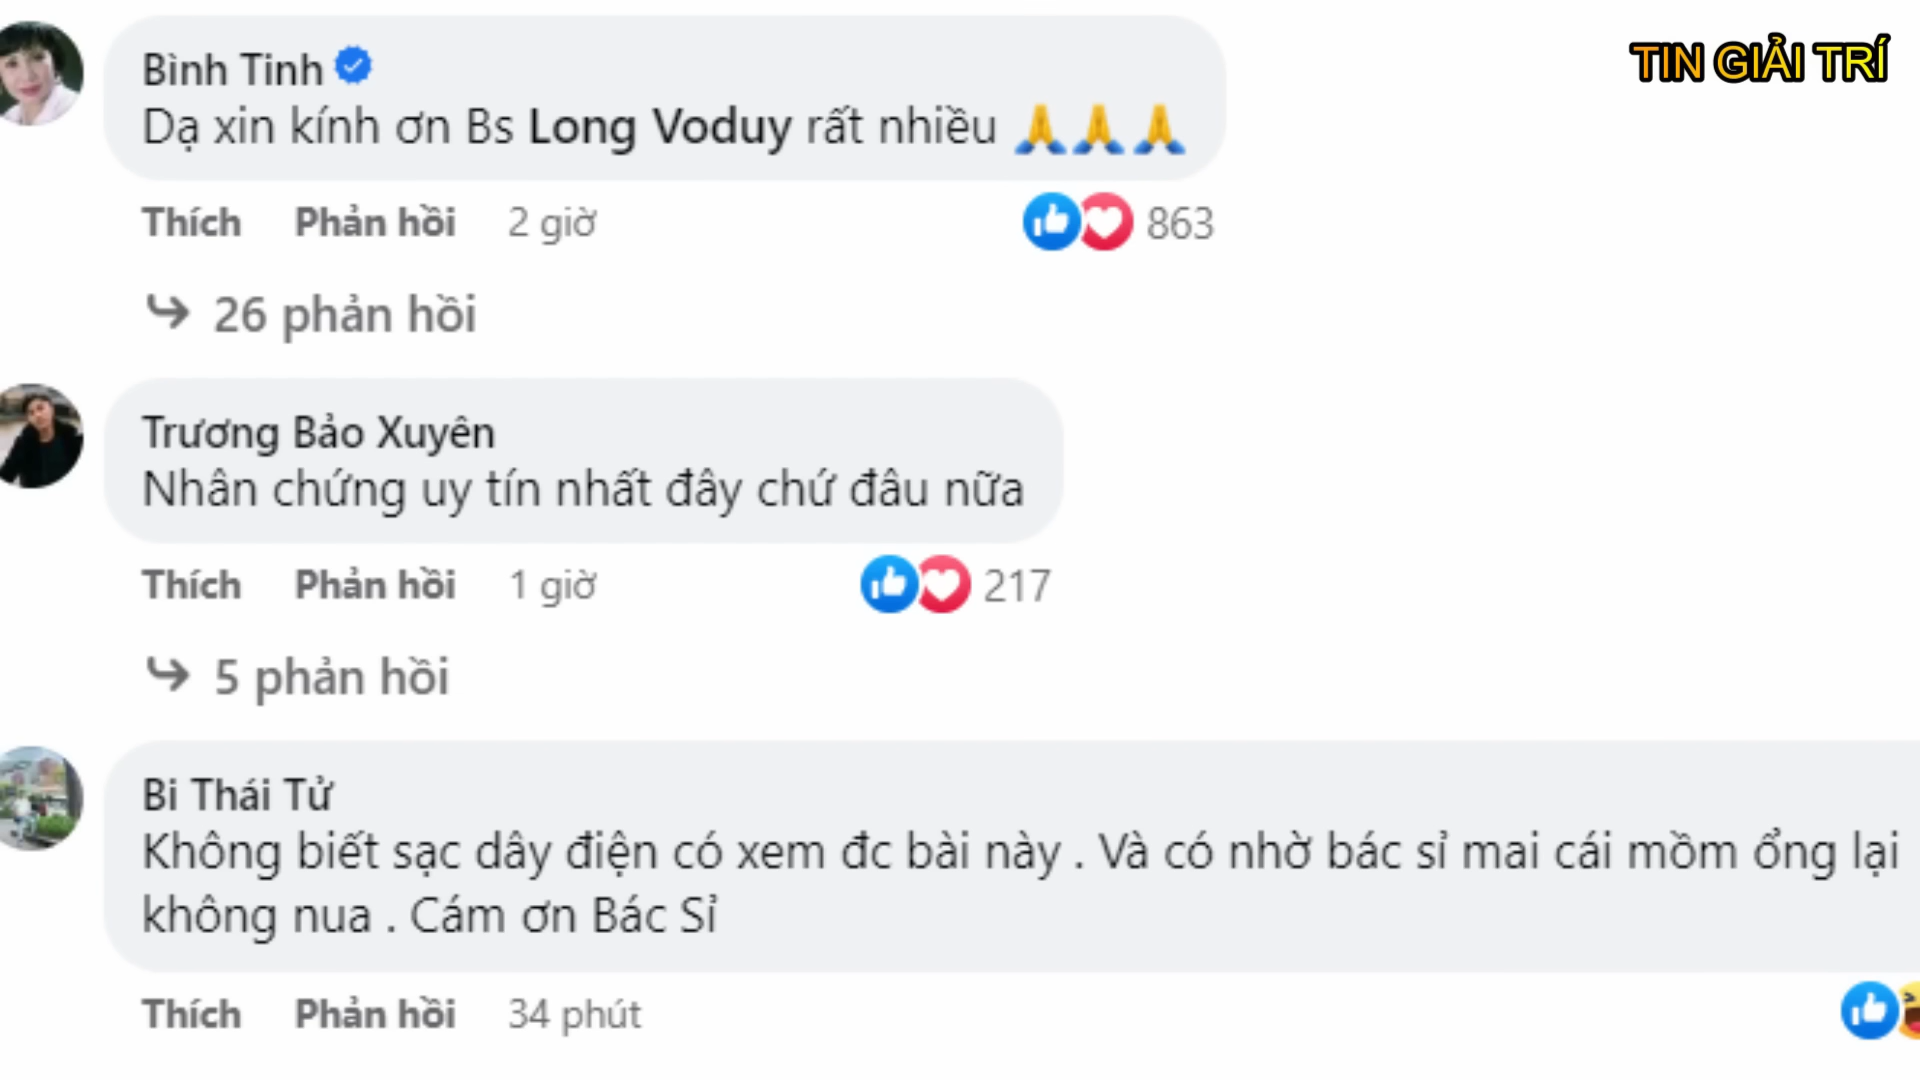 Bình Tinh
TIN GIẢI TRÍ
Dạ xin kính ơn Bs Long Voduy rất nhiều 🙏🙏🙏
Thích Phản hồi 2 giờ 863
26 phản hồi
Trương Bảo Xuyên
Nhân chứng uy tín nhất đây chứ đâu nữa
Thích Phản hồi 1 giờ 217
5 phản hồi
Bi Thái Tử
Không biết sạc dây điện có xem đc bài này . Và có nhờ bác sỉ mai cái mồm ổng lại
không nua . Cám ơn Bác Sỉ
Thích Phản hồi 34 phút